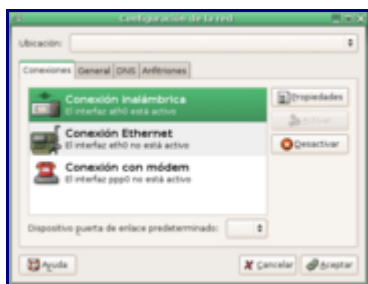 Configuración de la red
Ubicación:
Conexiones General DNS Anfitriones
Conexión inalámbrica
El interfaz ath0 está activo
Propiedades
Activar
Conexión Ethernet
El interfaz eth0 no está activo
Desactivar
Conexión con módem
El interfaz ppp0 no está activo
Dispositivo puerta de enlace predeterminado:
Ayuda
Cancelar
Aceptar